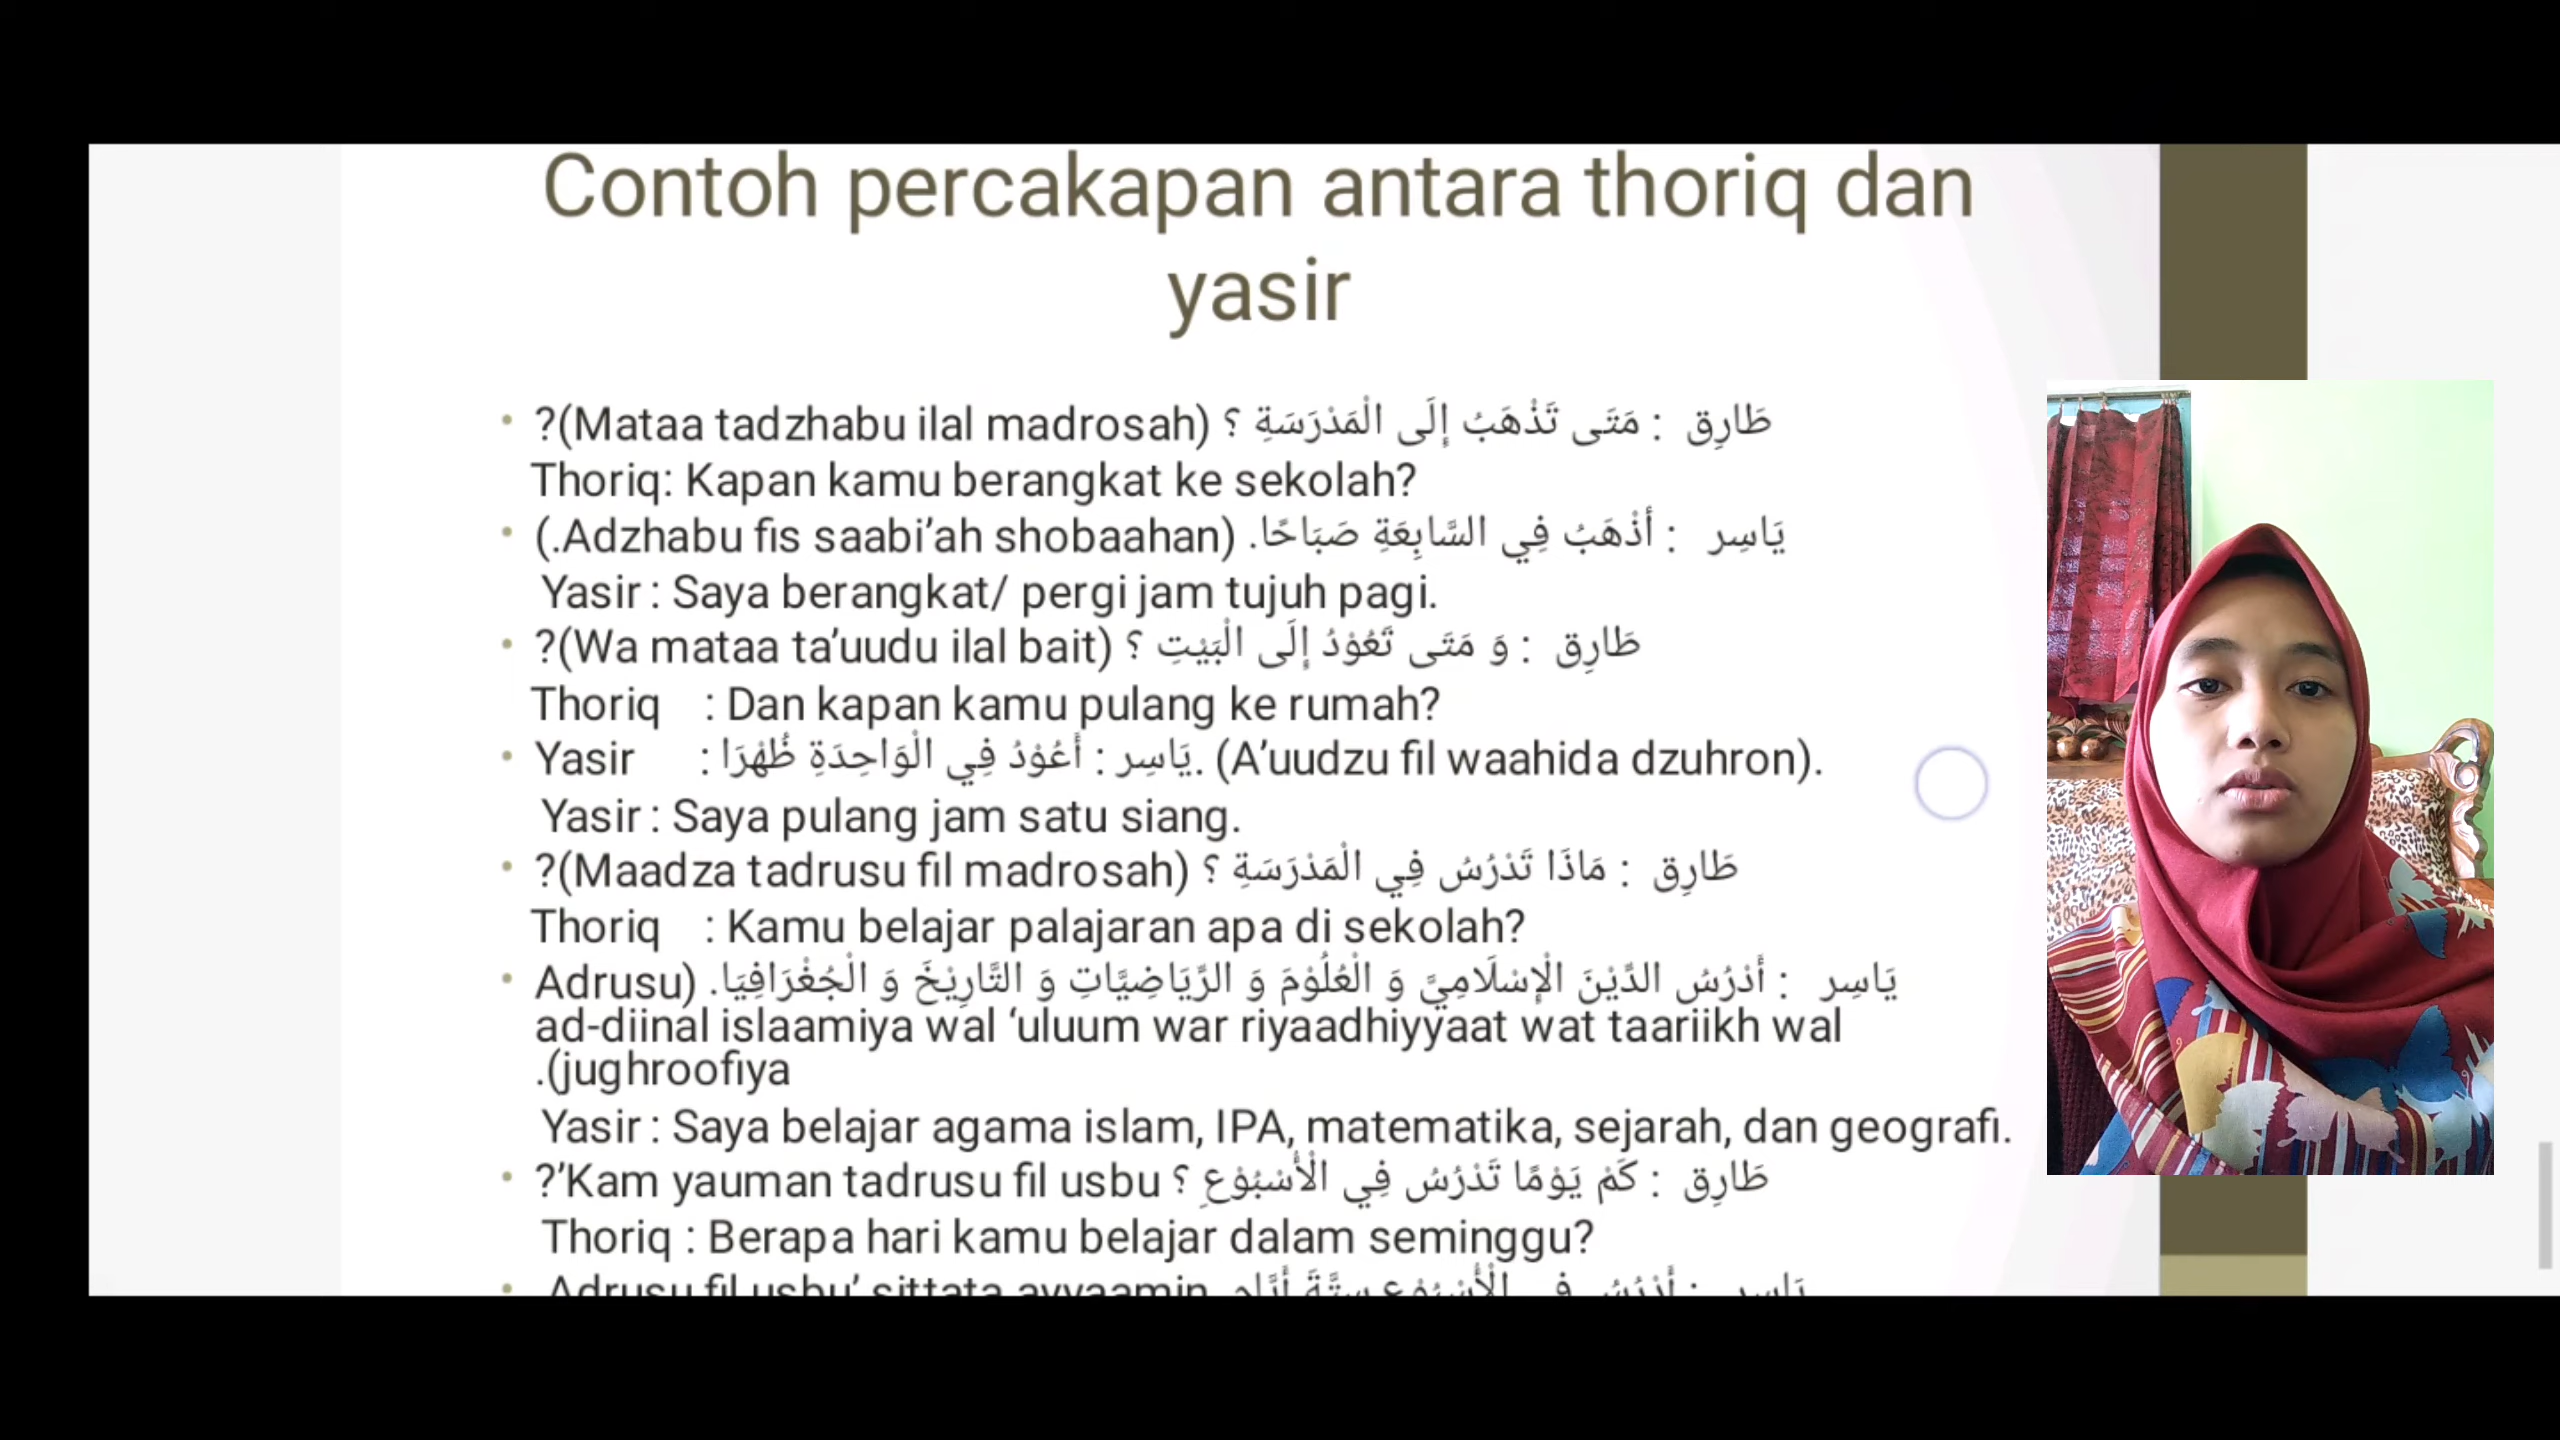 Contoh percakapan antara thoriq dan
yasir
• ?(Mataa tadzhabu ilal madrosah) طَارِق : مَتَى تَذْهَبُ إِلَى الْمَدْرَسَةِ ؟
Thoriq: Kapan kamu berangkat ke sekolah?
• (.Adzhabu fis saabi’ah shobaahan) يَاسِر : أَذْهَبُ فِي السَّابِعَةِ صَبَاحًا.
Yasir : Saya berangkat/ pergi jam tujuh pagi.
• ?(Wa mataa ta’uudu ilal bait) طَارِق : وَ مَتَى تَعُوْدُ إِلَى الْبَيْتِ ؟
Thoriq : Dan kapan kamu pulang ke rumah?
• Yasir : يَاسِر : أَعُوْدُ فِي الْوَاحِدَةِ ظُهْرَا. (A’uudzu fil waahida dzuhron).
Yasir : Saya pulang jam satu siang.
• ?(Maadza tadrusu fil madrosah) طَارِق : مَاذَا تَدْرُسُ فِي الْمَدْرَسَةِ ؟
Thoriq : Kamu belajar palajaran apa di sekolah?
• Adrusu) يَاسِر : أَدْرُسُ الدِّيْنَ الْإِسْلَامِيَّ وَ الْعُلُوْمَ وَ الرِّيَاضِيَّاتِ وَ التَّارِيْخَ وَ الْجُغْرَافِيَا.
ad-diinal islaamiya wal ‘uluum war riyaadhiyyaat wat taariikh wal
.(jughroofiya
Yasir : Saya belajar agama islam, IPA, matematika, sejarah, dan geografi.
• ?’Kam yauman tadrusu fil usbu طَارِق : كَمْ يَوْمًا تَدْرُسُ فِي الْأُسْبُوْعِ ؟
Thoriq : Berapa hari kamu belajar dalam seminggu?
• Adrusu fil usbu’ sittata ayyaamin يَاسِر : أَدْرُسُ فِي الْأُسْبُوْعِ سِتَّةَ أَيَّامٍ